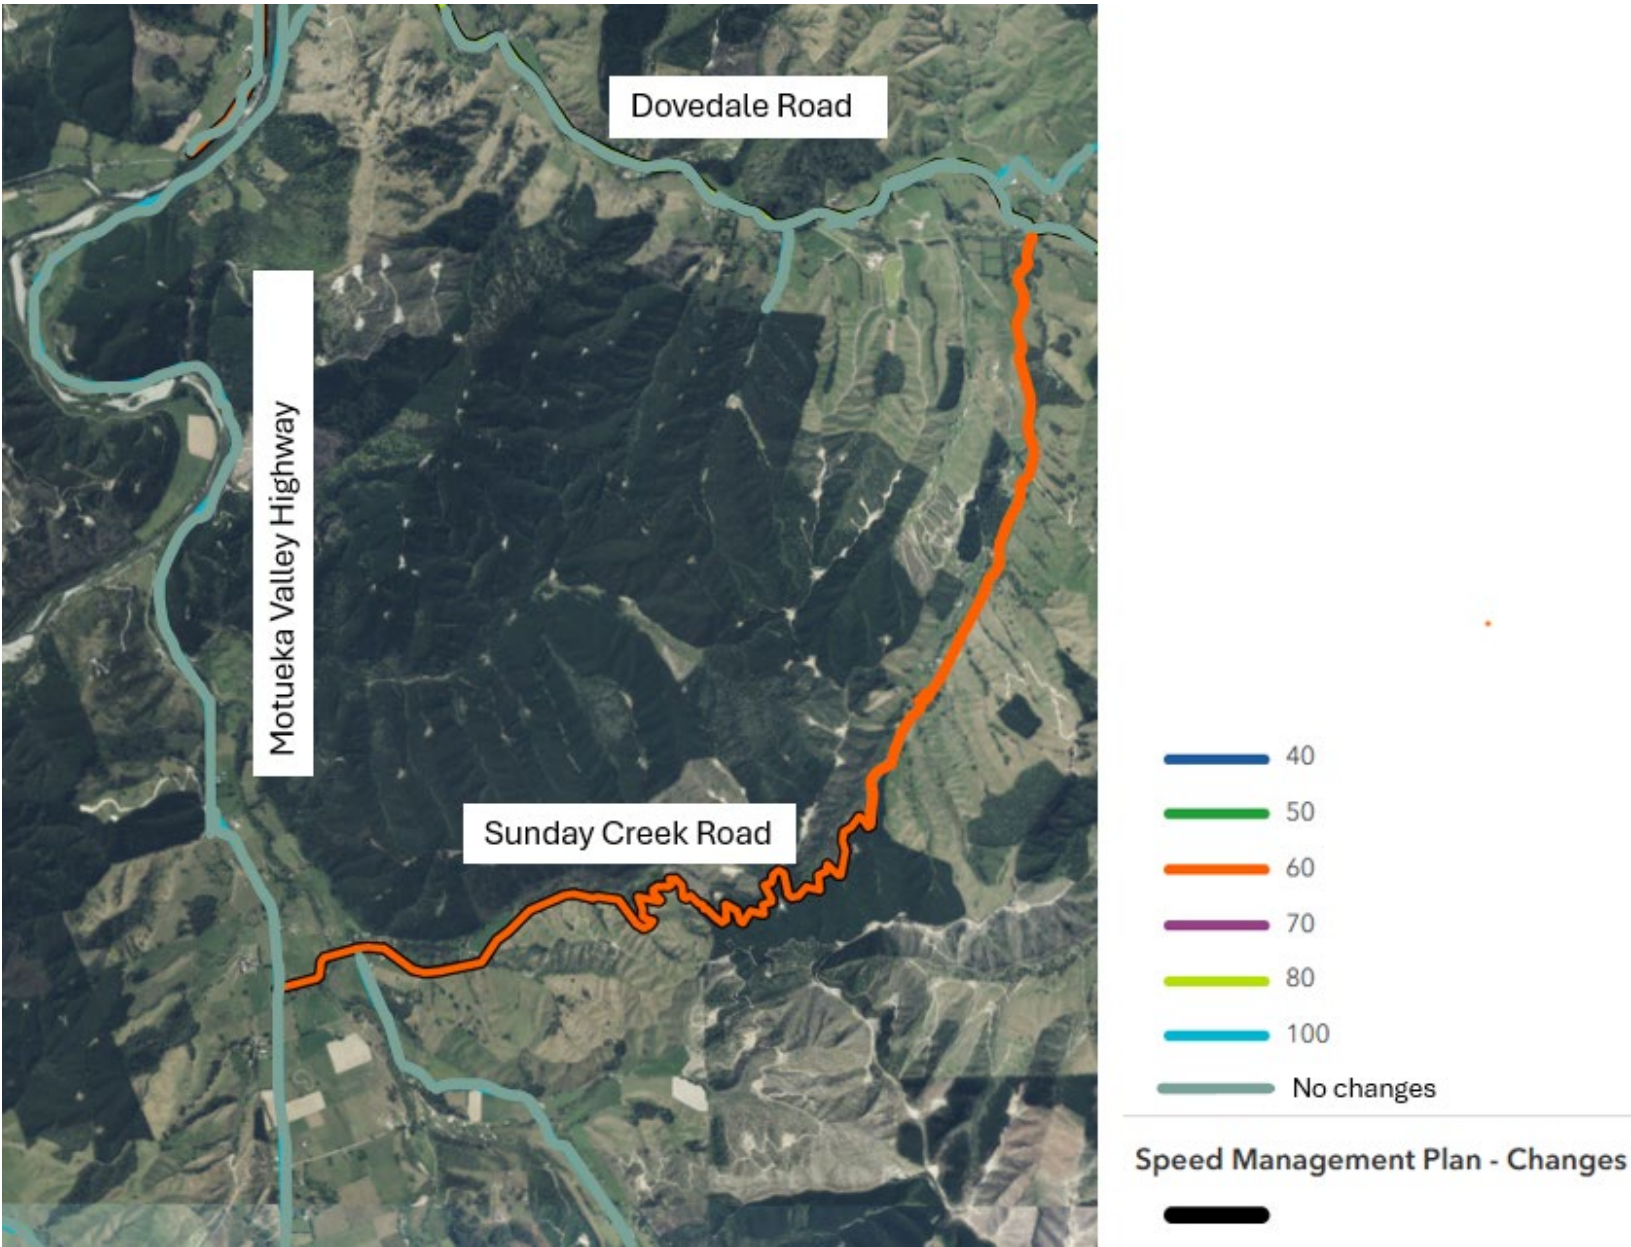 Dovedale Road
Motueka Valley Highway
Sunday Creek Road
40
50
60
70
80
100
No changes
Speed Management Plan - Changes